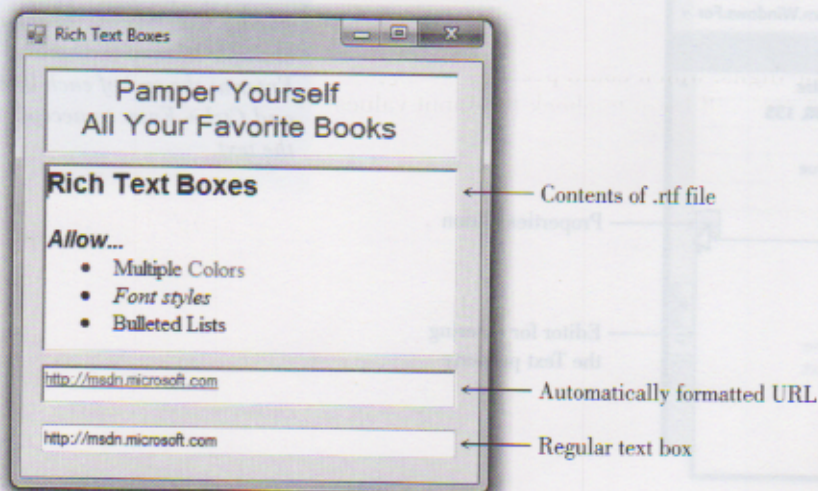 Rich Text Boxes
Pamper Yourself
All Your Favorite Books
Rich Text Boxes
Allow...
• Multiple Colors
• Font styles
• Bulleted Lists
http://msdn.microsoft.com
http://msdn.microsoft.com
Contents of .rtf file
Automatically formatted URL
Regular text box